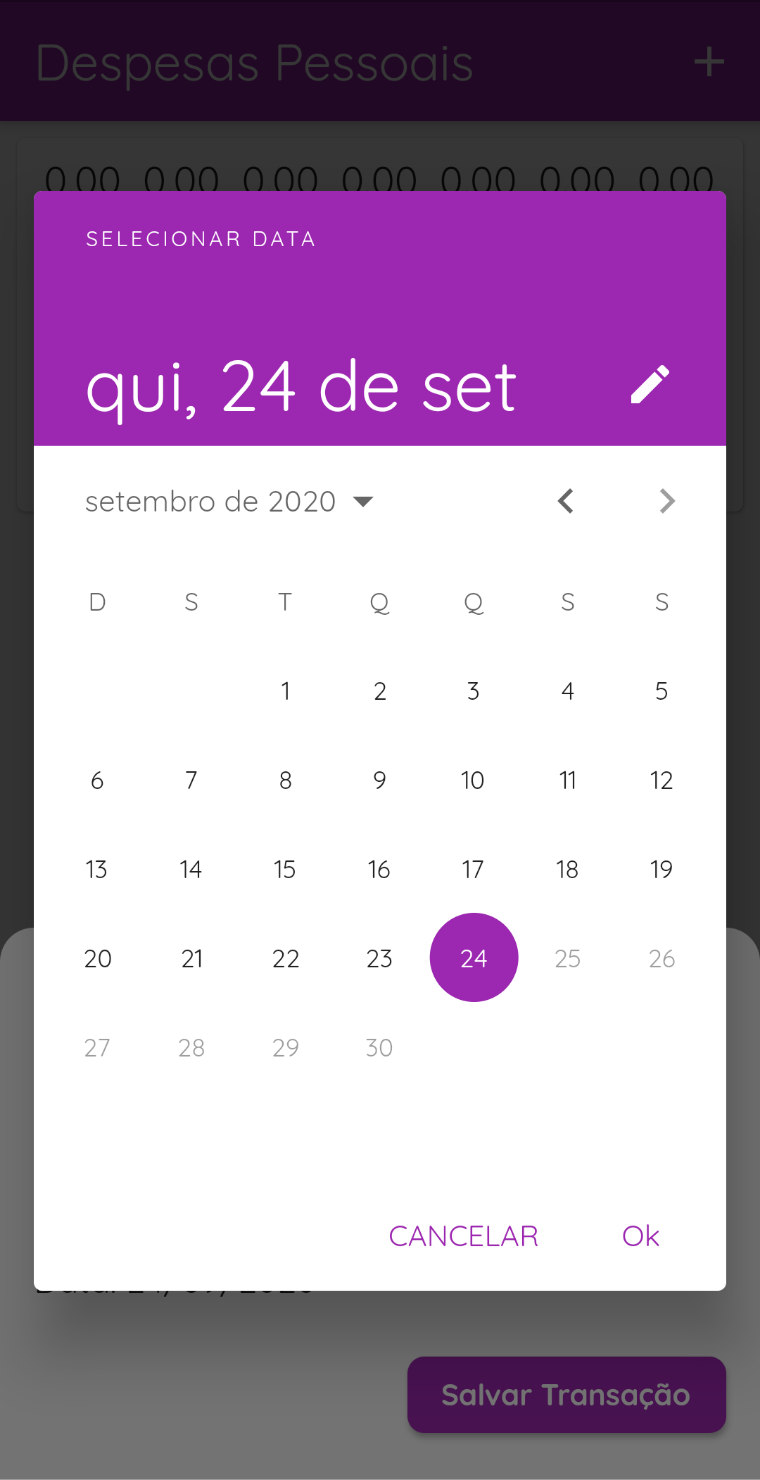 Despesas Pessoais +
0.00 0.00 0.00 0.00 0.00 0.00 0.00
SELECIONAR DATA
qui, 24 de set
setembro de 2020
D S T Q Q S S
1 2 3 4 5
6 7 8 9 10 11 12
13 14 15 16 17 18 19
20 21 22 23 24 25 26
27 28 29 30
CANCELAR Ok
Data: 24/09/2020
Salvar Transação